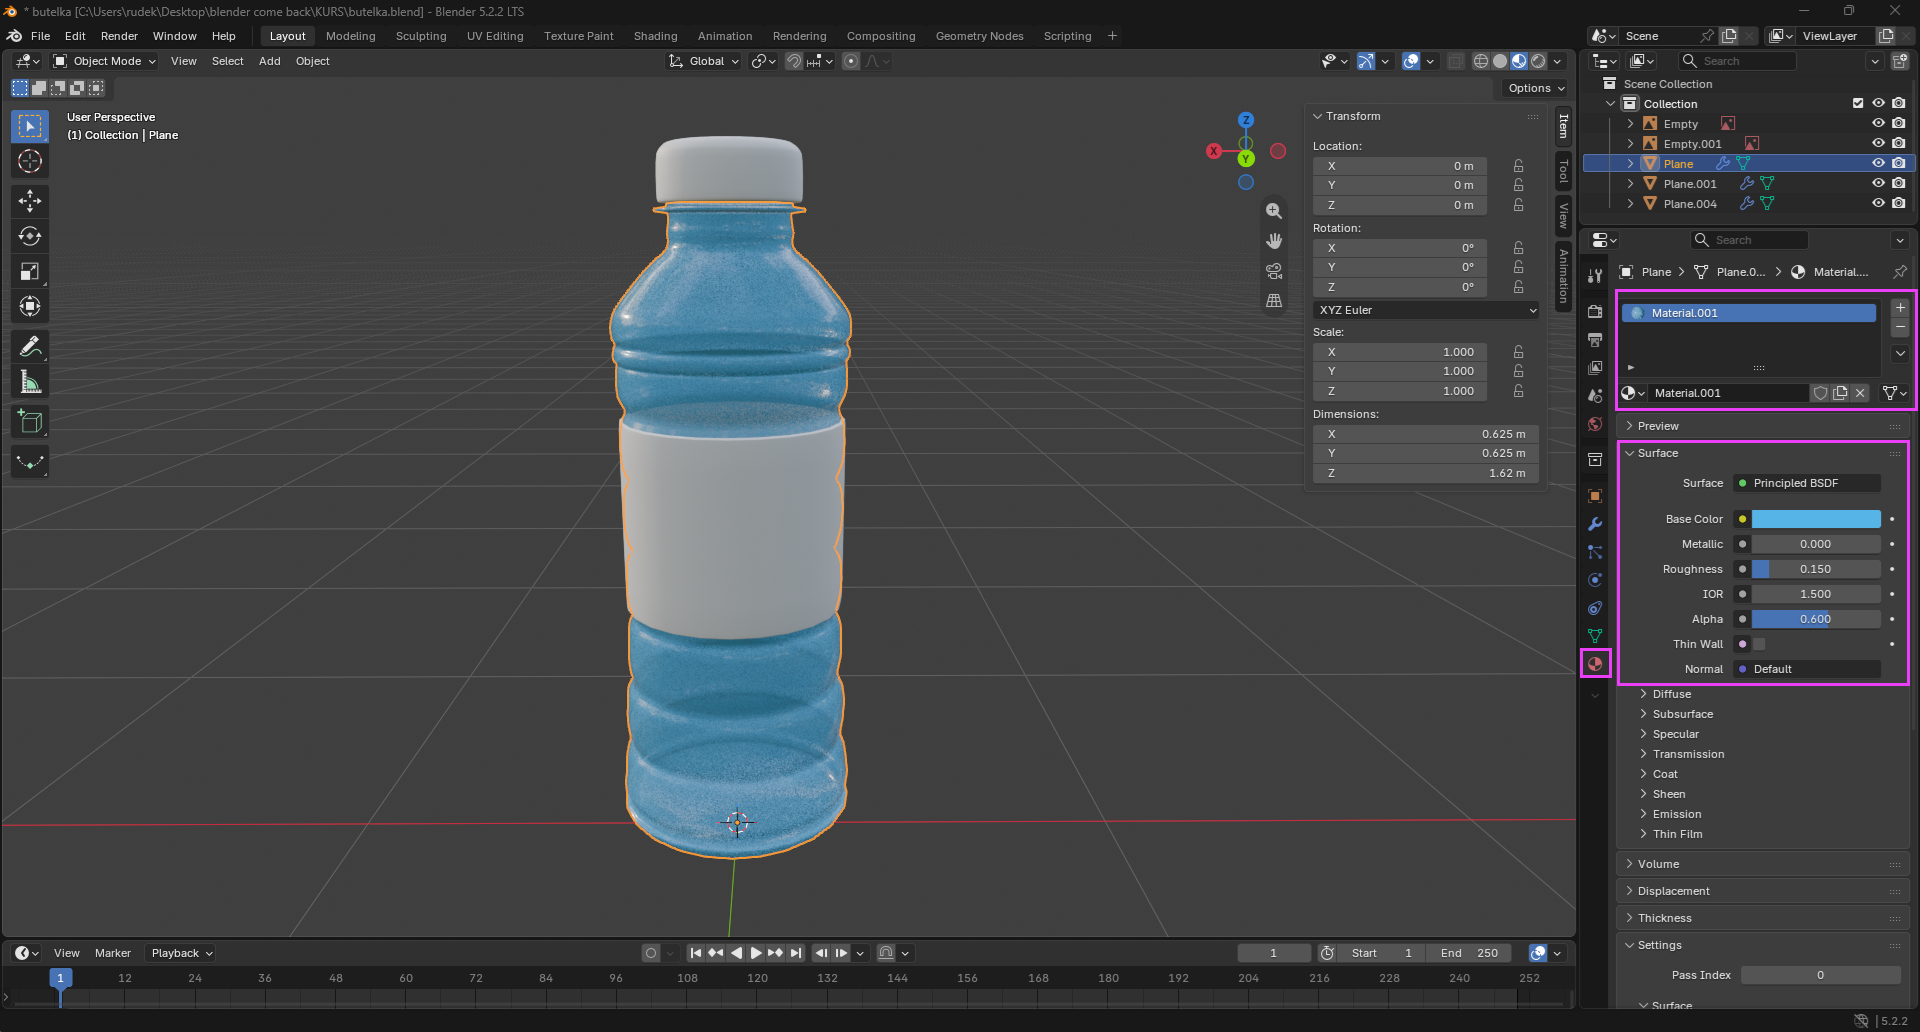 * butelka [C:\Users\rudek\Desktop\blender come back\KURS\butelka.blend] - Blender 5.2.2 LTS
File Edit Render Window Help Layout Modeling Sculpting UV Editing Texture Paint Shading Animation Rendering Compositing Geometry Nodes Scripting + Scene ViewLayer
Object Mode View Select Add Object Global Search
Options
User Perspective
(1) Collection | Plane
Z
X
Y
Transform
Location:
X 0 m
Y 0 m
Z 0 m
Rotation:
X 0°
Y 0°
Z 0°
XYZ Euler
Scale:
X 1.000
Y 1.000
Z 1.000
Dimensions:
X 0.625 m
Y 0.625 m
Z 1.62 m
Item
Tool
View
Animation
Scene Collection
Collection
Empty
Empty.001
Plane
Plane.001
Plane.004
Search
Plane > Plane.0... > Material....
Material.001
Material.001
Preview
Surface
Surface Principled BSDF
Base Color
Metallic 0.000
Roughness 0.150
IOR 1.500
Alpha 0.600
Thin Wall
Normal Default
Diffuse
Subsurface
Specular
Transmission
Coat
Sheen
Emission
Thin Film
Volume
Displacement
Thickness
Settings
Pass Index 0
Surface
View Marker Playback 1 Start 1 End 250
1 12 24 36 48 60 72 84 96 108 120 132 144 156 168 180 192 204 216 228 240 252
5.2.2